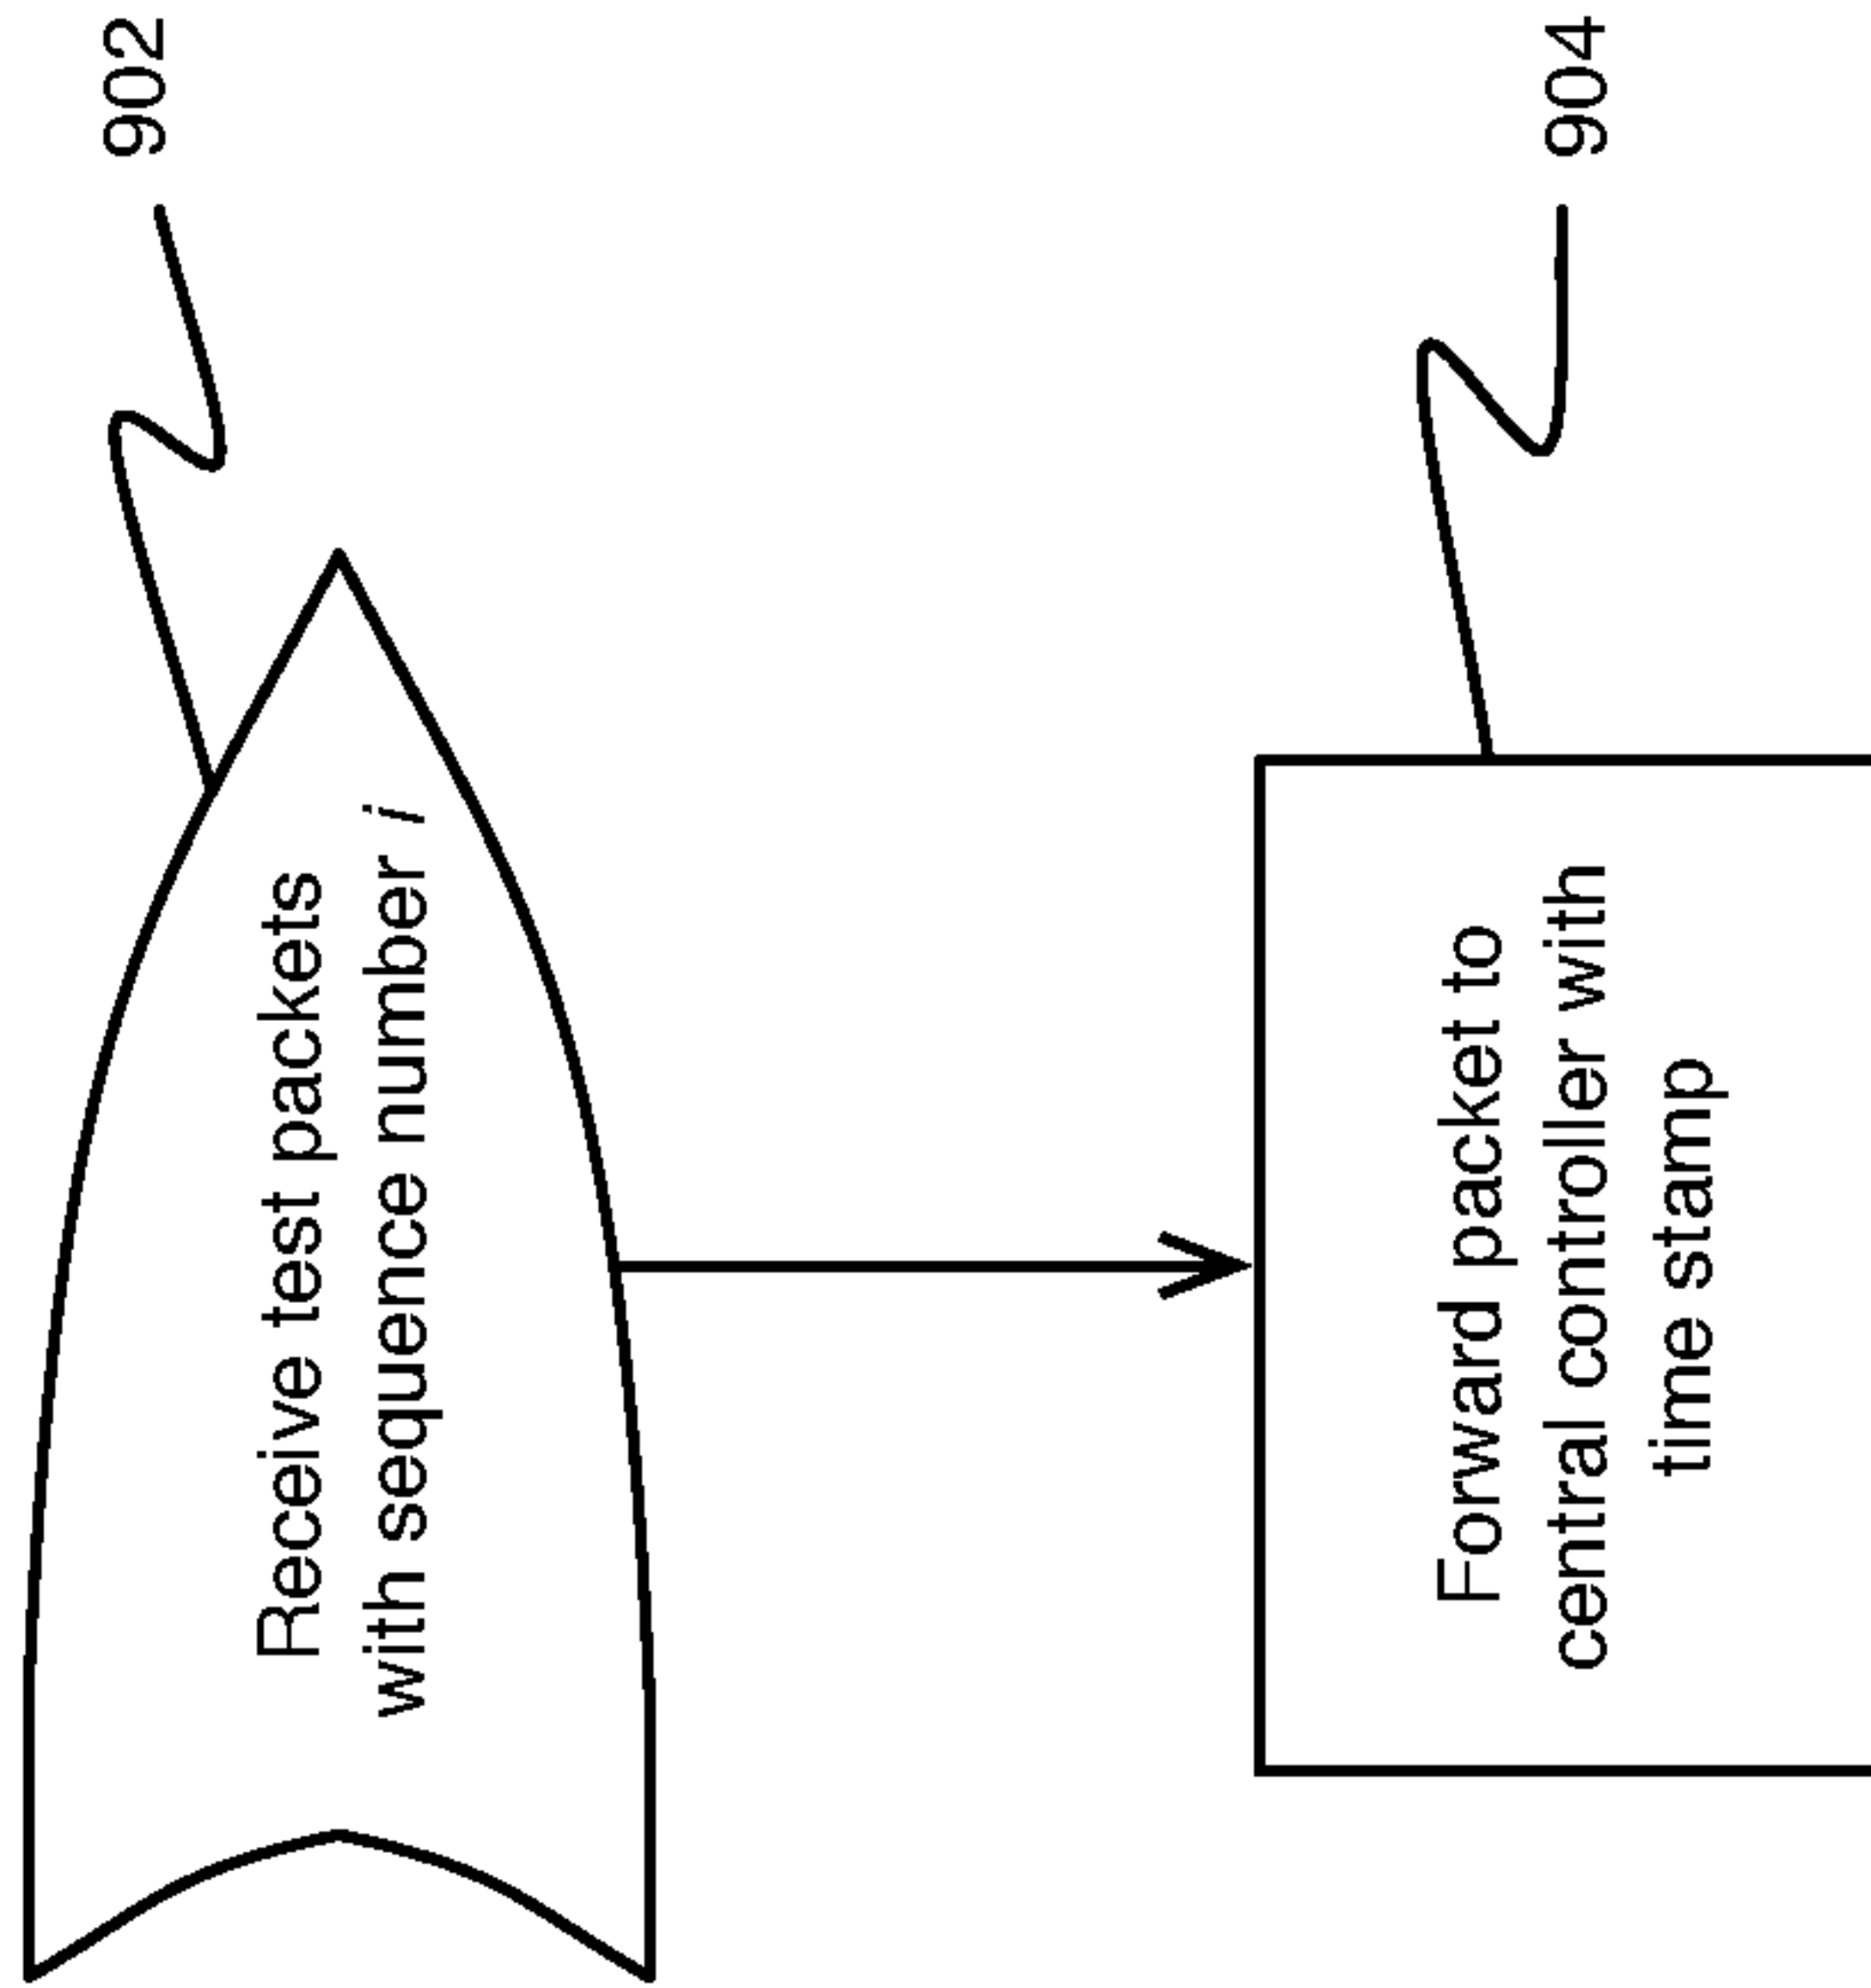 902
Receive test packets
with sequence number i
904
Forward packet to
central controller with
time stamp